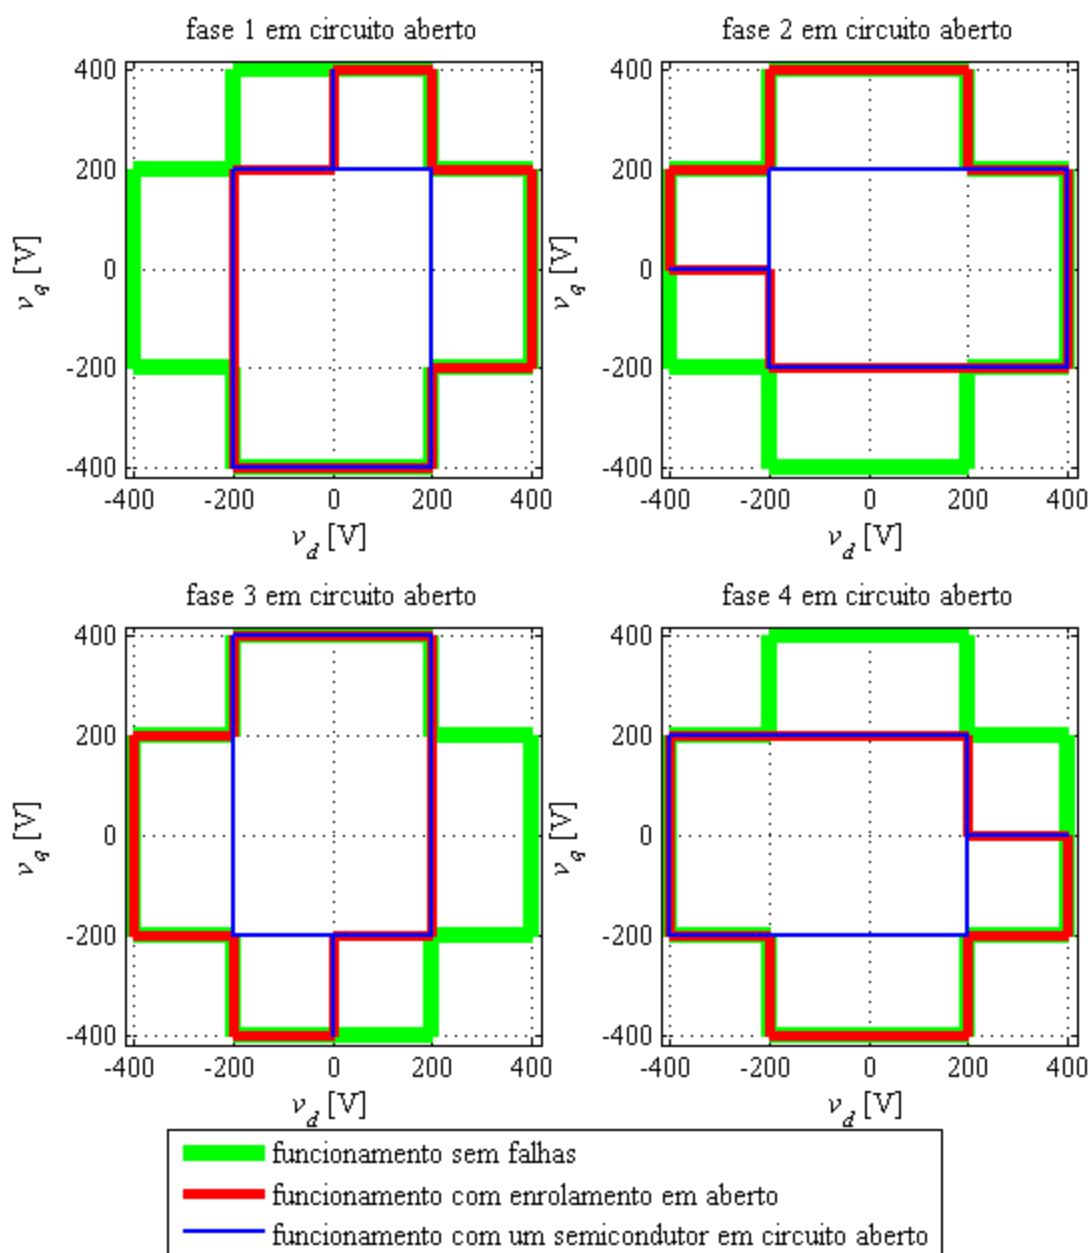 fase 1 em circuito aberto
400
200
0
-200
-400
-400 -200 0 200 400
v_q [V]
v_d [V]
fase 2 em circuito aberto
400
200
0
-200
-400
-400 -200 0 200 400
v_q [V]
v_d [V]
fase 3 em circuito aberto
400
200
0
-200
-400
-400 -200 0 200 400
v_q [V]
v_d [V]
fase 4 em circuito aberto
400
200
0
-200
-400
-400 -200 0 200 400
v_q [V]
v_d [V]
funcionamento sem falhas
funcionamento com enrolamento em aberto
funcionamento com um semicondutor em circuito aberto